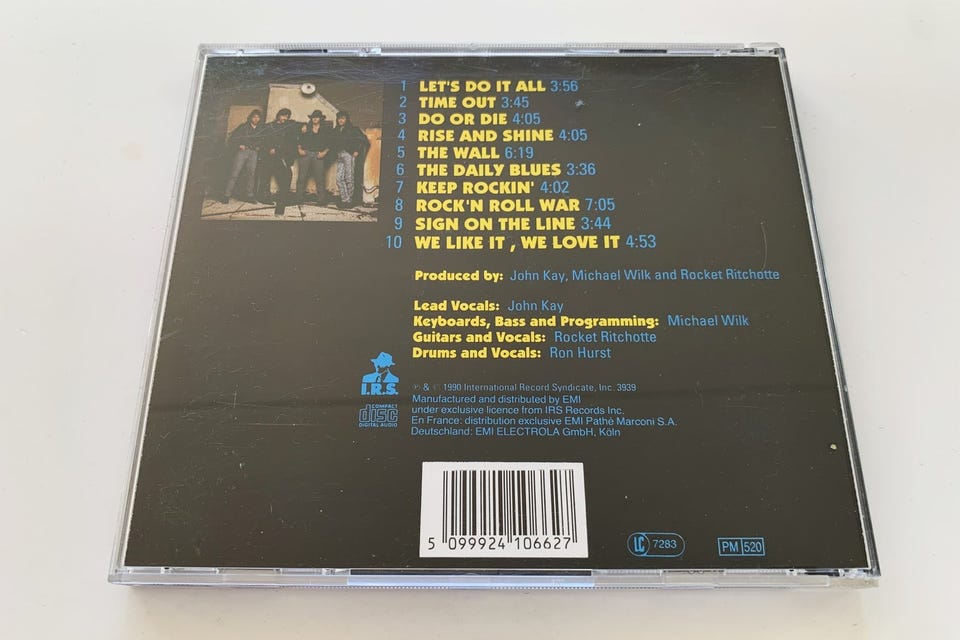 1 LET'S DO IT ALL 3:56
2 TIME OUT 3:45
3 DO OR DIE 4:05
4 RISE AND SHINE 4:05
5 THE WALL 6:19
6 THE DAILY BLUES 3:36
7 KEEP ROCKIN' 4:02
8 ROCK'N ROLL WAR 7:05
9 SIGN ON THE LINE 3:44
10 WE LIKE IT , WE LOVE IT 4:53
Produced by: John Kay, Michael Wilk and Rocket Ritchotte
Lead Vocals: John Kay
Keyboards, Bass and Programming: Michael Wilk
Guitars and Vocals: Rocket Ritchotte
Drums and Vocals: Ron Hurst
I.R.S.
COMPACT
disc
DIGITAL AUDIO
℗ & © 1990 International Record Syndicate, Inc. 3939
Manufactured and distributed by EMI
under exclusive licence from IRS Records Inc.
En France: distribution exclusive EMI Pathé Marconi S.A.
Deutschland: EMI ELECTROLA GmbH, Köln
5 099924 106627
LC 7283
PM 520